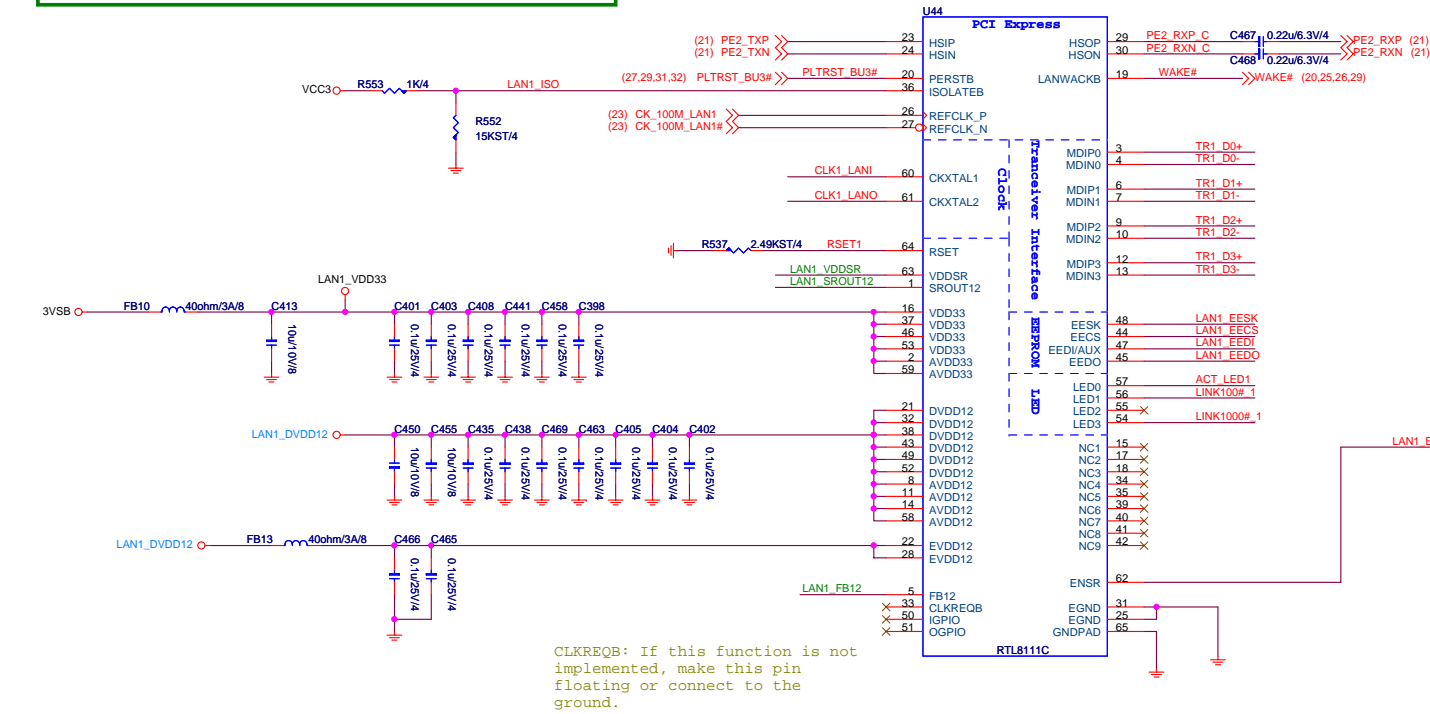 U44
PCI Express
(21) PE2_TXP 23 HSIP HSOP 29 PE2_RXP_C C467 0.22u/6.3V/4 PE2_RXP (21)
(21) PE2_TXN 24 HSIN HSON 30 PE2_RXN_C C468 0.22u/6.3V/4 PE2_RXN (21)
(27,29,31,32) PLTRST_BU3# PLTRST_BU3# 20 PERSTB LANWACKB 19 WAKE# WAKE# (20,25,26,29)
VCC3 R553 1K/4 LAN1_ISO 36 ISOLATEB
R552
15KST/4
(23) CK_100M_LAN1 26 REFCLK_P
(23) CK_100M_LAN1# 27 REFCLK_N
Clock
Tranceiver Interface
MDIP0 3 TR1_D0+
MDIN0 4 TR1_D0-
CLK1_LANI 60 CKXTAL1
MDIP1 6 TR1_D1+
MDIN1 7 TR1_D1-
CLK1_LANO 61 CKXTAL2
MDIP2 9 TR1_D2+
MDIN2 10 TR1_D2-
R537 2.49KST/4 RSET1 64 RSET
MDIP3 12 TR1_D3+
MDIN3 13 TR1_D3-
LAN1_VDDSR 63 VDDSR
LAN1_SROUT12 1 SROUT12
LAN1_VDD33
3VSB FB10 40ohm/3A/8 C413 C401 C403 C408 C441 C458 C398
10u/10V/8 0.1u/25V/4 0.1u/25V/4 0.1u/25V/4 0.1u/25V/4 0.1u/25V/4 0.1u/25V/4
16 VDD33
37 VDD33
46 VDD33
53 VDD33
2 AVDD33
59 AVDD33
EEPROM
EESK 48 LAN1_EESK
EECS 44 LAN1_EECS
EEDI/AUX 47 LAN1_EEDI
EEDO 45 LAN1_EEDO
LED
LED0 57 ACT_LED1
LED1 56 LINK100#_1
LED2 55
LED3 54 LINK1000#_1
LAN1_DVDD12 C450 C455 C435 C438 C469 C463 C405 C404 C402
10u/10V/8 10u/10V/8 0.1u/25V/4 0.1u/25V/4 0.1u/25V/4 0.1u/25V/4 0.1u/25V/4 0.1u/25V/4 0.1u/25V/4
21 DVDD12
32 DVDD12
38 DVDD12
43 DVDD12
49 DVDD12
52 DVDD12
8 AVDD12
11 AVDD12
14 AVDD12
58 AVDD12
NC1 15
NC2 17
NC3 18
NC4 34
NC5 35
NC6 39
NC7 40
NC8 41
NC9 42
LAN1_DVDD12 FB13 40ohm/3A/8 C466 C465
0.1u/25V/4 0.1u/25V/4
22 EVDD12
28 EVDD12
ENSR 62
LAN1_FB12 5 FB12
33 CLKREQB
50 IGPIO
51 OGPIO
EGND 31
EGND 25
GNDPAD 65
RTL8111C
CLKREQB: If this function is not
implemented, make this pin
floating or connect to the
ground.